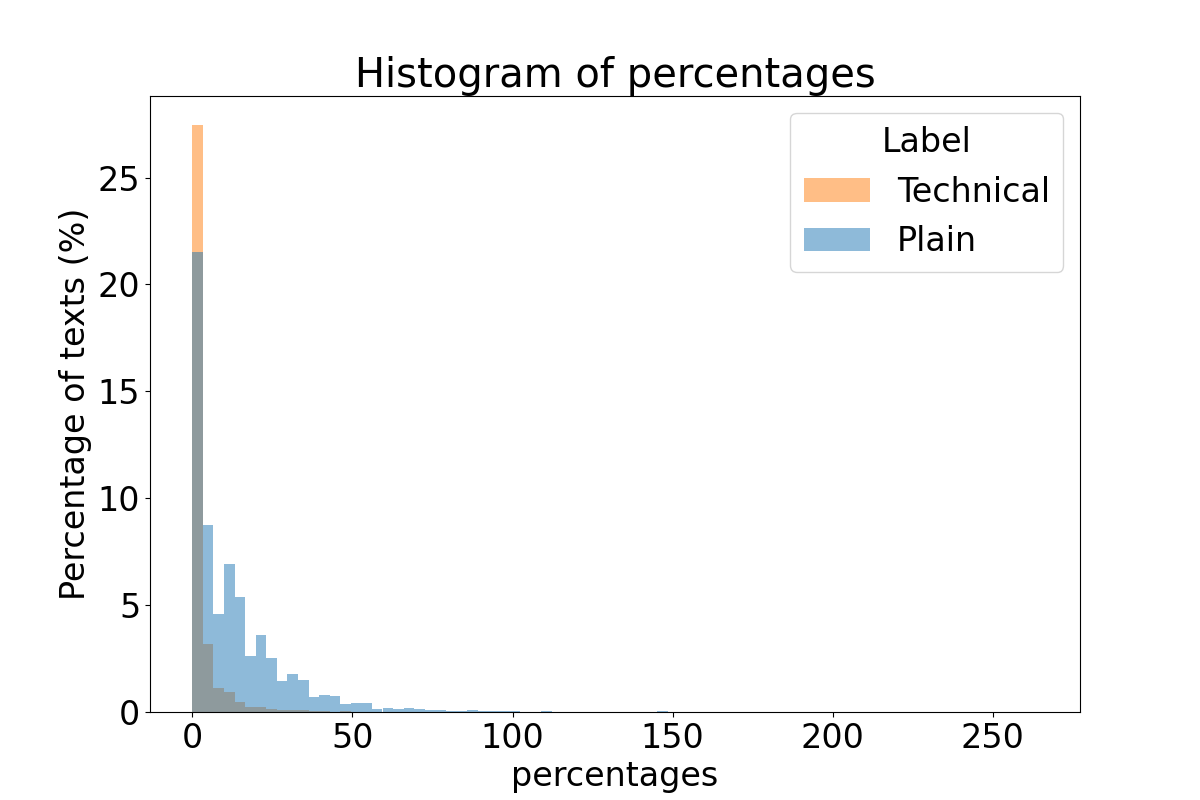 Histogram of percentages
Label
Technical
Plain
Percentage of texts (%)
25
20
15
10
5
0
0 50 100 150 200 250
percentages